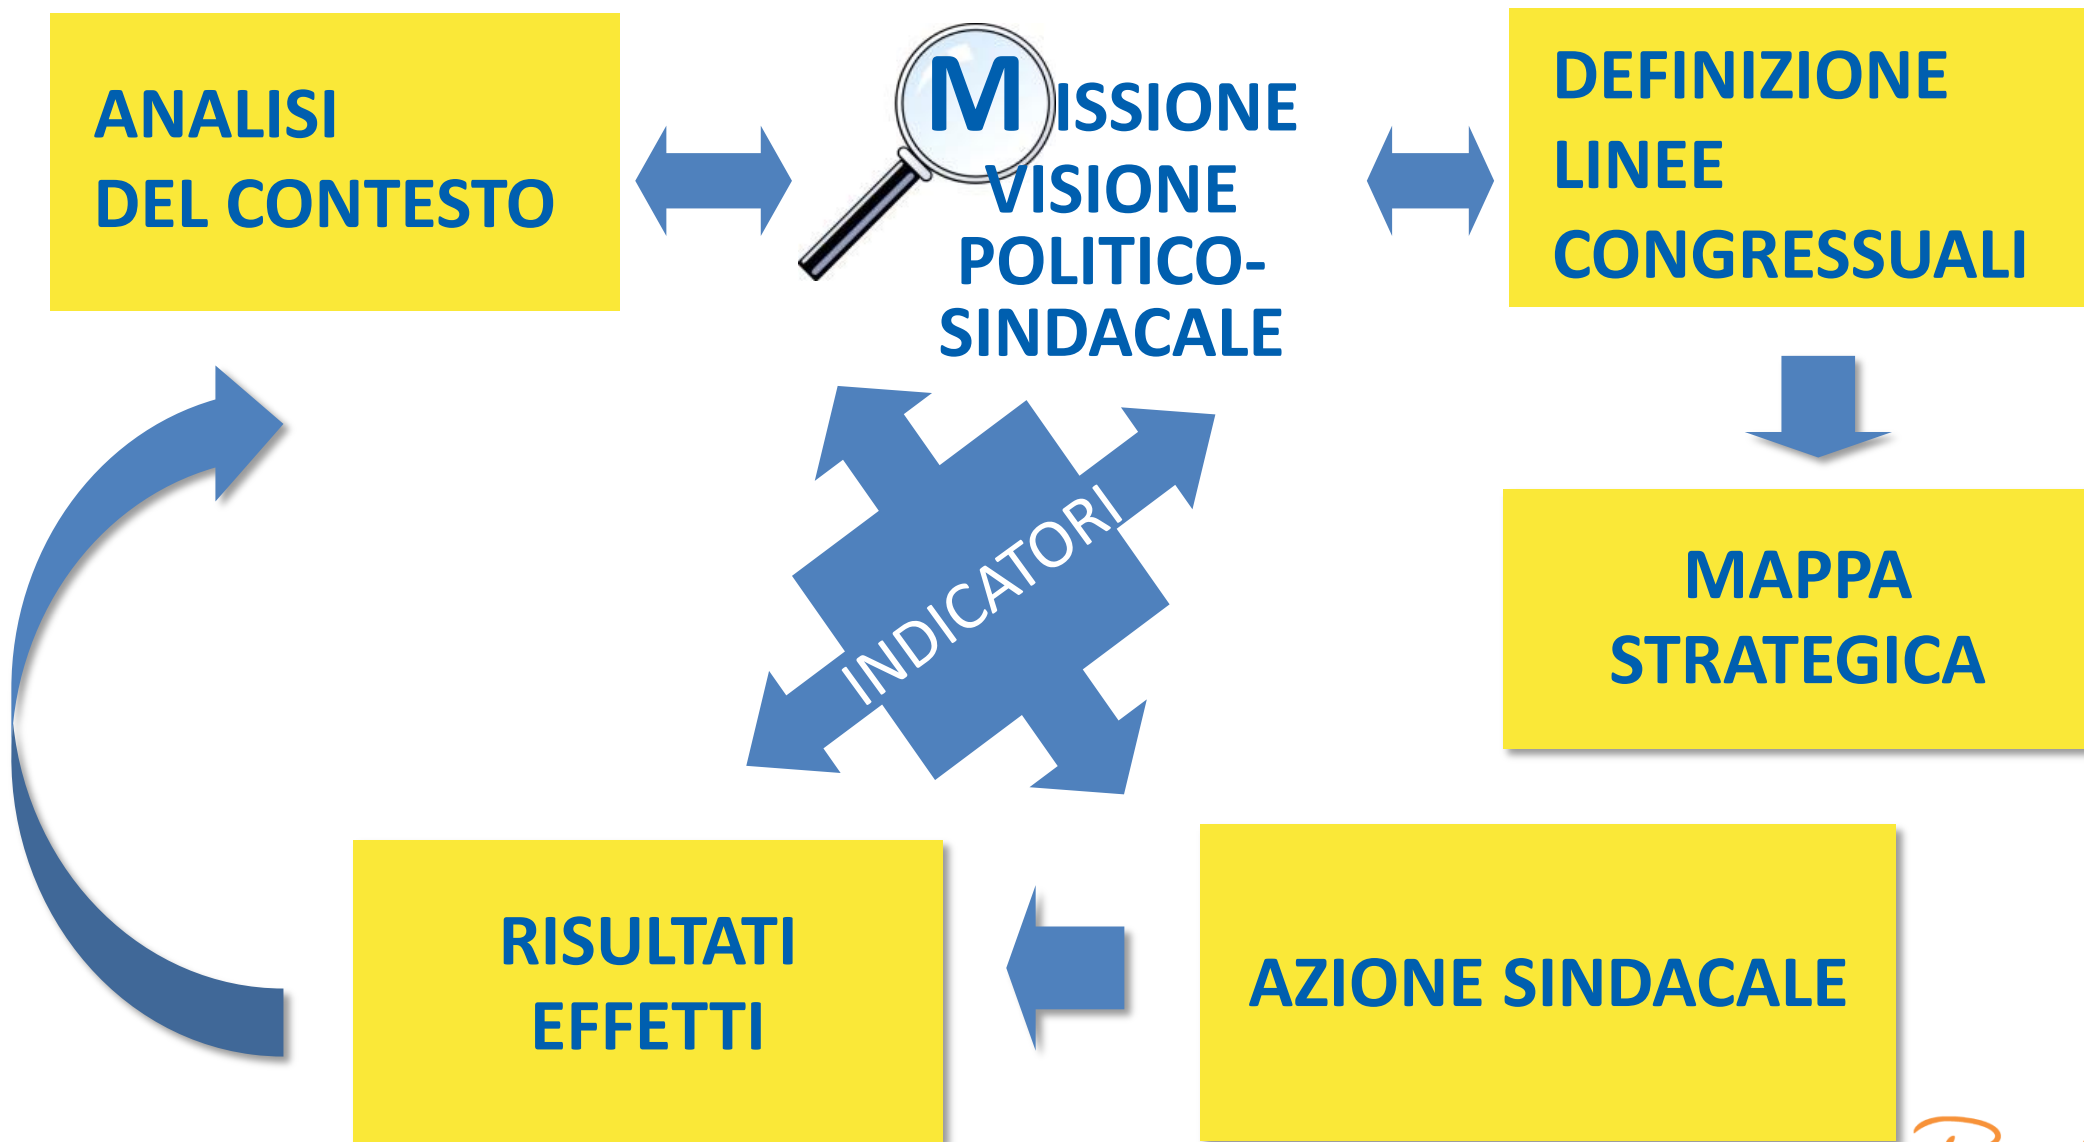 ANALISI
DEL CONTESTO
MISSIONE
VISIONE
POLITICO-
SINDACALE
DEFINIZIONE
LINEE
CONGRESSUALI
INDICATORI
MAPPA
STRATEGICA
RISULTATI
EFFETTI
AZIONE SINDACALE